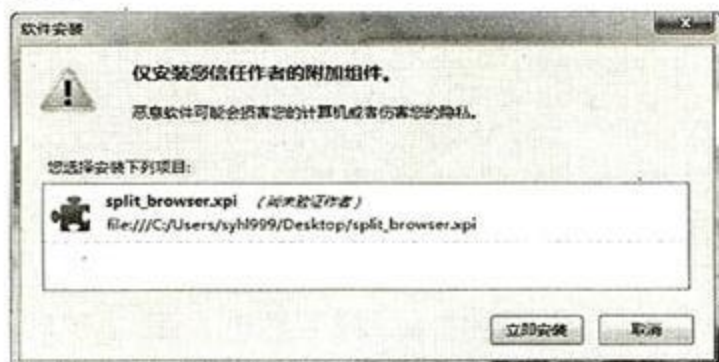 软件安装
仅安装您信任作者的附加组件。
恶意软件可能会损害您的计算机或者伤害您的隐私。
您选择安装下列项目:
split_browser.xpi (尚未验证作者)
file:///C:/Users/syhl999/Desktop/split_browser.xpi
立即安装 取消